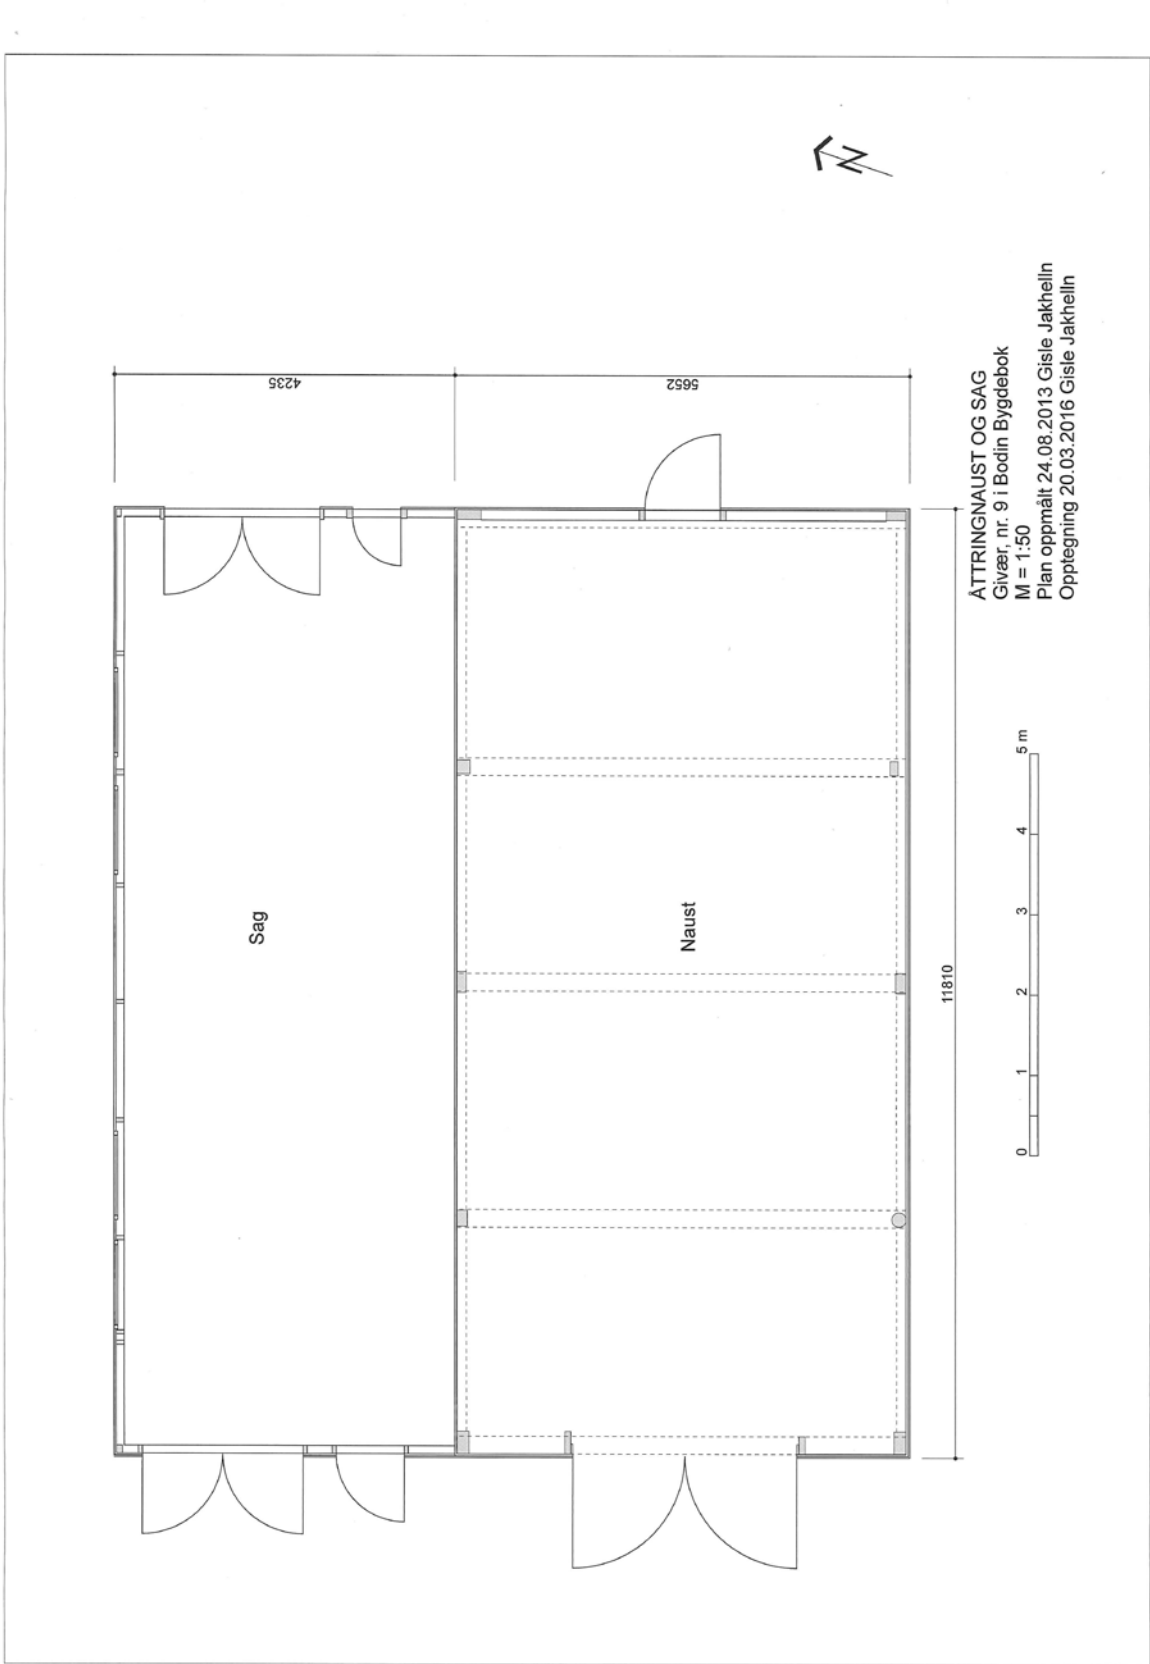 N
4235
5652
Sag
Naust
11810
0 1 2 3 4 5 m
ÅTTRINGNAUST OG SAG
Givær, nr. 9 i Bodin Bygdebok
M = 1:50
Plan oppmålt 24.08.2013 Gisle Jakhelln
Opptegning 20.03.2016 Gisle Jakhelln